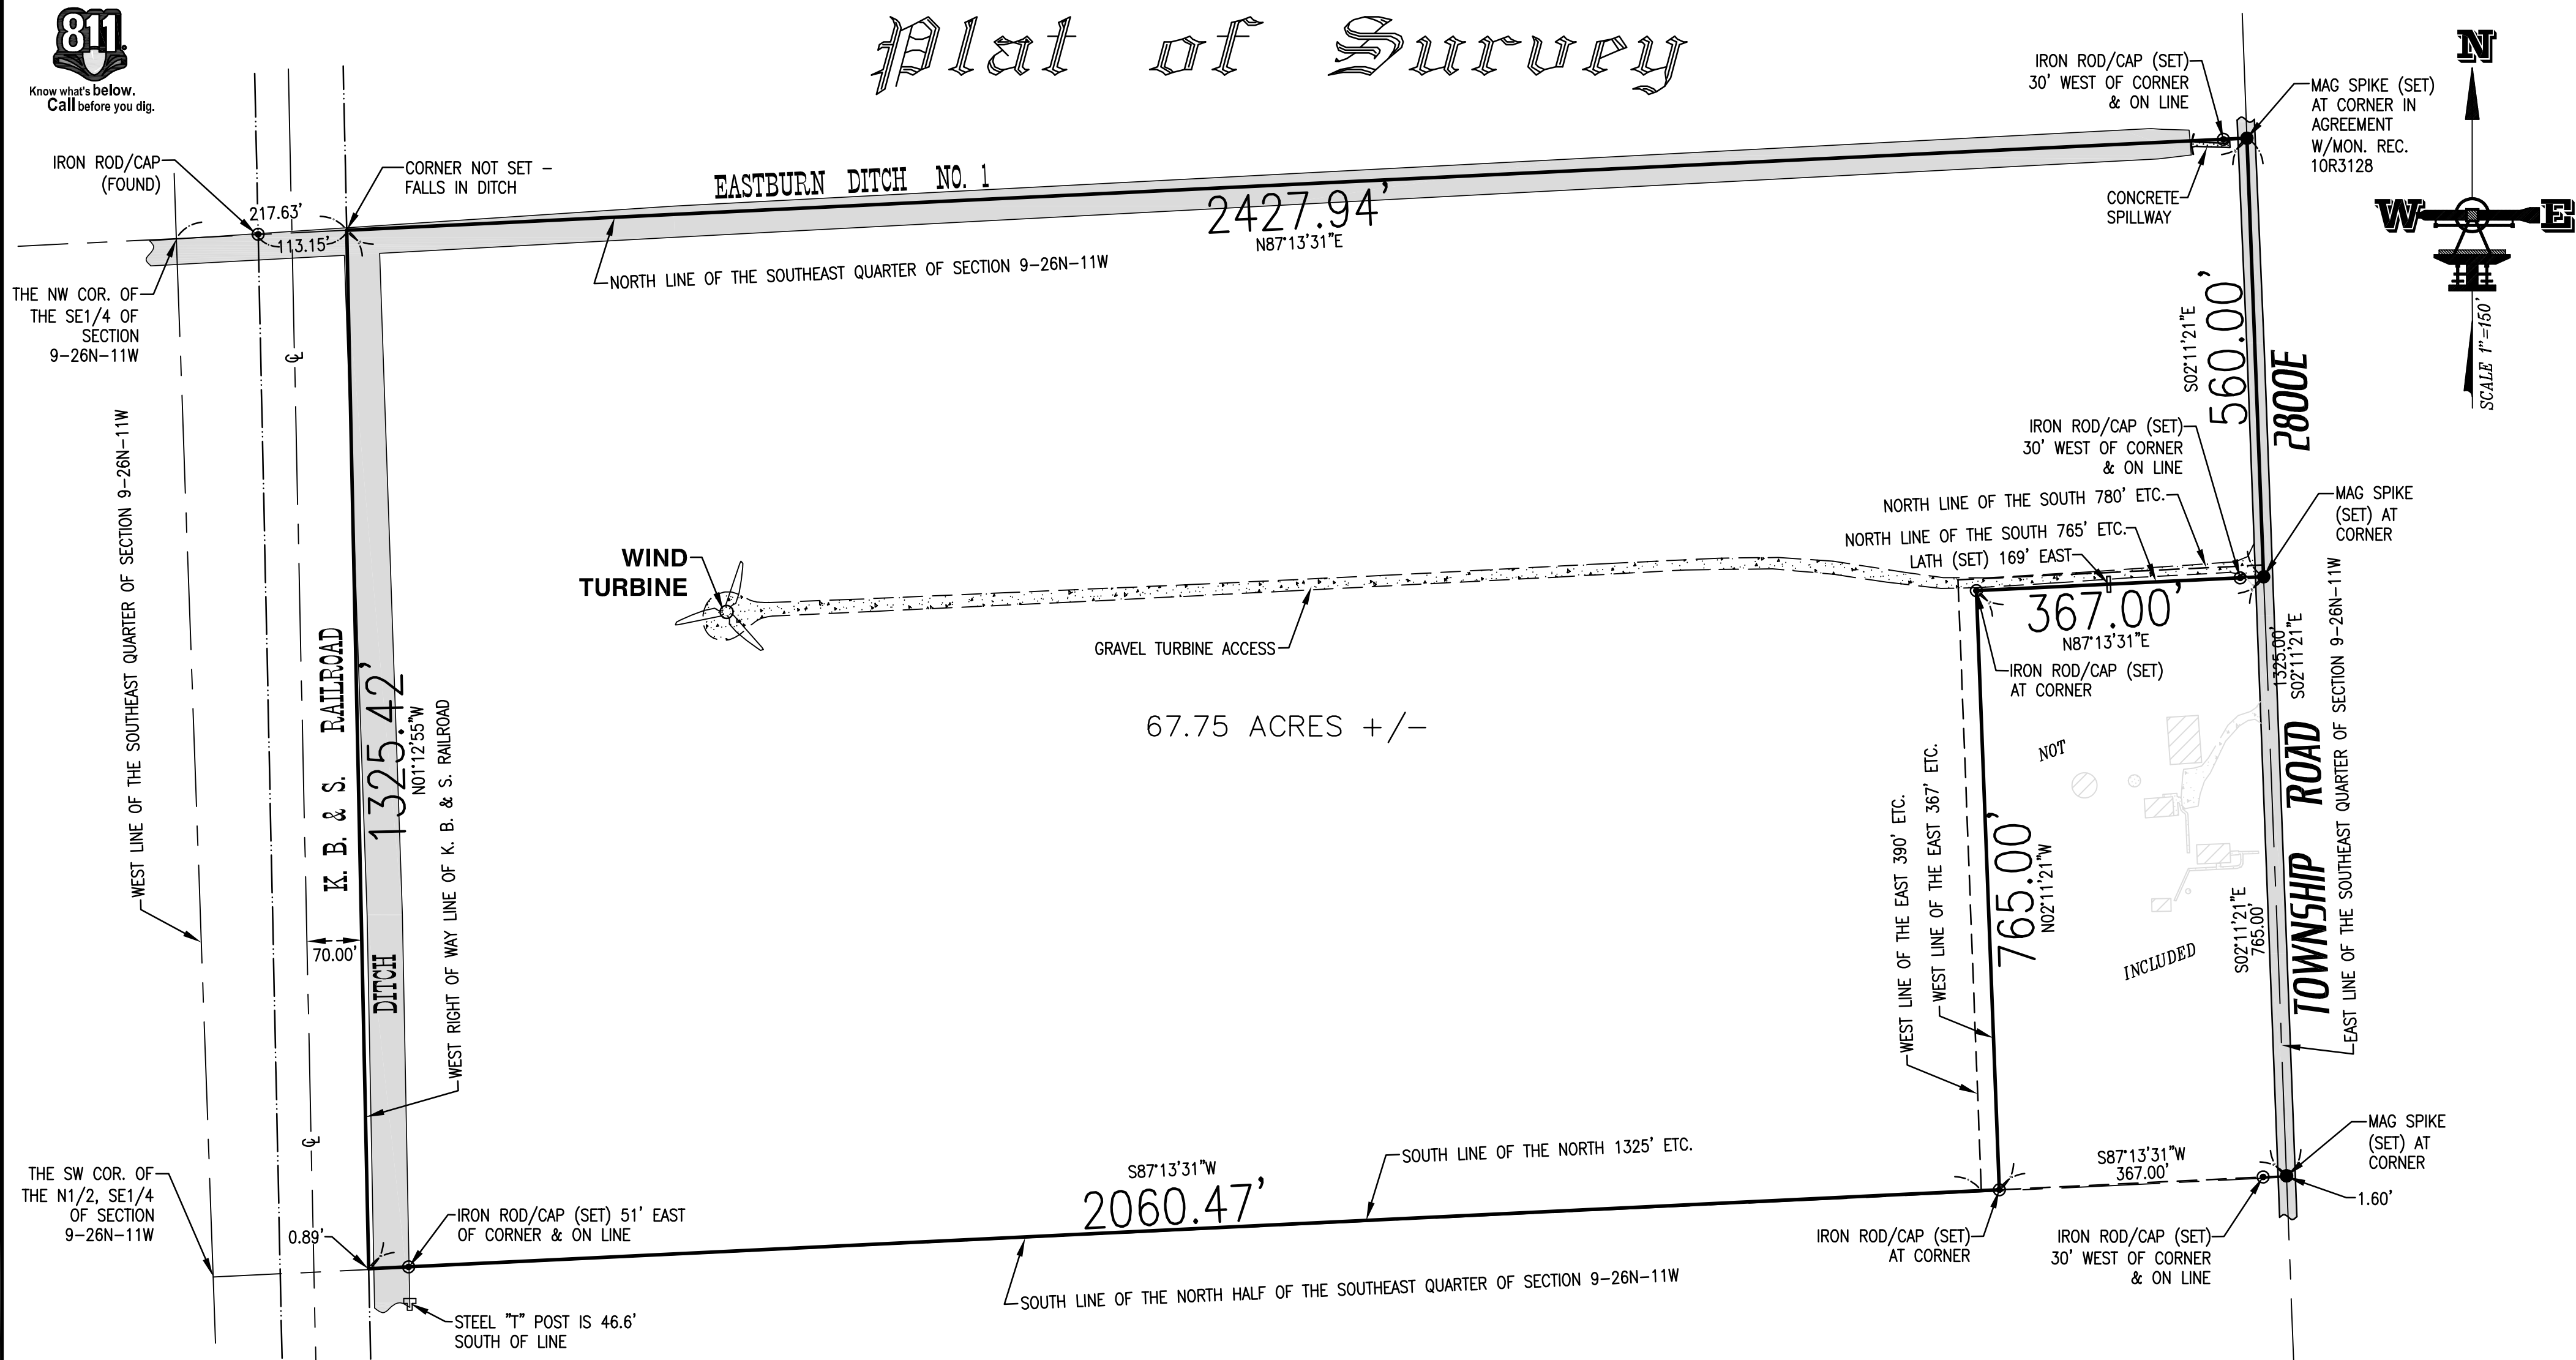 811
Know what's below.
Call before you dig.
Plat of Survey
IRON ROD/CAP (SET)
30' WEST OF CORNER
& ON LINE
MAG SPIKE (SET)
AT CORNER IN
AGREEMENT
W/MON. REC.
10R3128
N
W
E
SCALE 1"=150'
IRON ROD/CAP
(FOUND)
CORNER NOT SET –
FALLS IN DITCH
217.63'
113.15'
EASTBURN DITCH NO. 1
2427.94'
N87°13'31"E
CONCRETE
SPILLWAY
NORTH LINE OF THE SOUTHEAST QUARTER OF SECTION 9-26N-11W
THE NW COR. OF
THE SE1/4 OF
SECTION
9-26N-11W
CL
S02°11'21"E
560.00'
2800E
IRON ROD/CAP (SET)
30' WEST OF CORNER
& ON LINE
NORTH LINE OF THE SOUTH 780' ETC.
NORTH LINE OF THE SOUTH 765' ETC.
LATH (SET) 169' EAST
MAG SPIKE
(SET) AT
CORNER
WEST LINE OF THE SOUTHEAST QUARTER OF SECTION 9-26N-11W
WIND
TURBINE
GRAVEL TURBINE ACCESS
367.00'
N87°13'31"E
IRON ROD/CAP (SET)
AT CORNER
1325.00'
S02°11'21"E
K. B. & S. RAILROAD
1325.42'
N01°12'55"W
WEST RIGHT OF WAY LINE OF K. B. & S. RAILROAD
DITCH
70.00'
67.75 ACRES +/-
NOT
INCLUDED
WEST LINE OF THE EAST 390' ETC.
WEST LINE OF THE EAST 367' ETC.
765.00'
N02°11'21"W
S02°11'21"E
765.00'
TOWNSHIP ROAD
EAST LINE OF THE SOUTHEAST QUARTER OF SECTION 9-26N-11W
CL
THE SW COR. OF
THE N1/2, SE1/4
OF SECTION
9-26N-11W
0.89'
IRON ROD/CAP (SET) 51' EAST
OF CORNER & ON LINE
STEEL "T" POST IS 46.6'
SOUTH OF LINE
S87°13'31"W
2060.47'
SOUTH LINE OF THE NORTH 1325' ETC.
SOUTH LINE OF THE NORTH HALF OF THE SOUTHEAST QUARTER OF SECTION 9-26N-11W
S87°13'31"W
367.00'
MAG SPIKE
(SET) AT
CORNER
1.60'
IRON ROD/CAP (SET)
AT CORNER
IRON ROD/CAP (SET)
30' WEST OF CORNER
& ON LINE